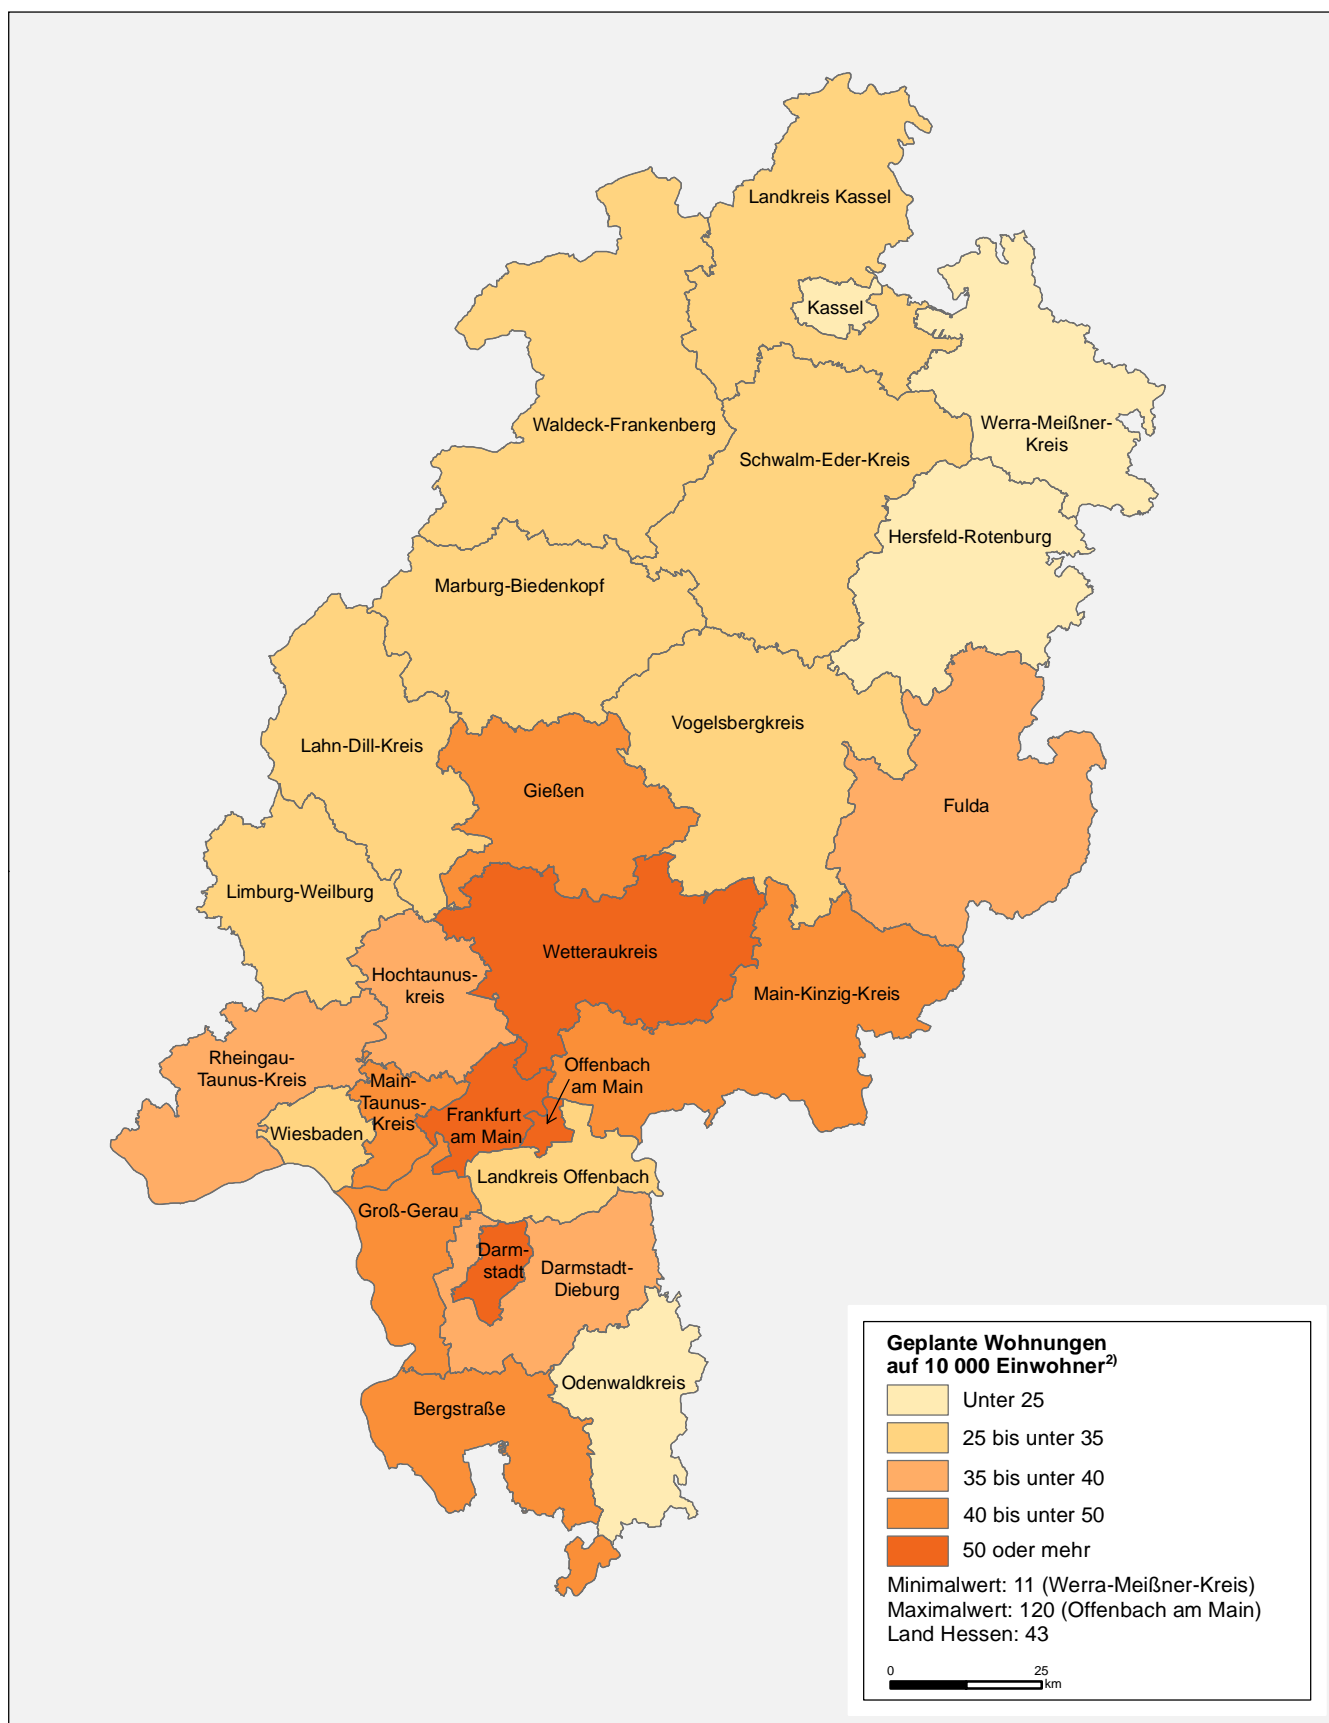 Landkreis Kassel
Kassel
Waldeck-Frankenberg
Werra-Meißner-
Kreis
Schwalm-Eder-Kreis
Hersfeld-Rotenburg
Marburg-Biedenkopf
Vogelsbergkreis
Lahn-Dill-Kreis
Gießen
Fulda
Limburg-Weilburg
Wetteraukreis
Hochtaunus-
kreis
Main-Kinzig-Kreis
Rheingau-
Taunus-Kreis
Offenbach
am Main
Main-
Taunus-
Kreis
Frankfurt
am Main
Wiesbaden
Landkreis Offenbach
Groß-Gerau
Darm-
stadt
Darmstadt-
Dieburg
Odenwaldkreis
Bergstraße
Geplante Wohnungen
auf 10 000 Einwohner2)
Unter 25
25 bis unter 35
35 bis unter 40
40 bis unter 50
50 oder mehr
Minimalwert: 11 (Werra-Meißner-Kreis)
Maximalwert: 120 (Offenbach am Main)
Land Hessen: 43
0 25
km